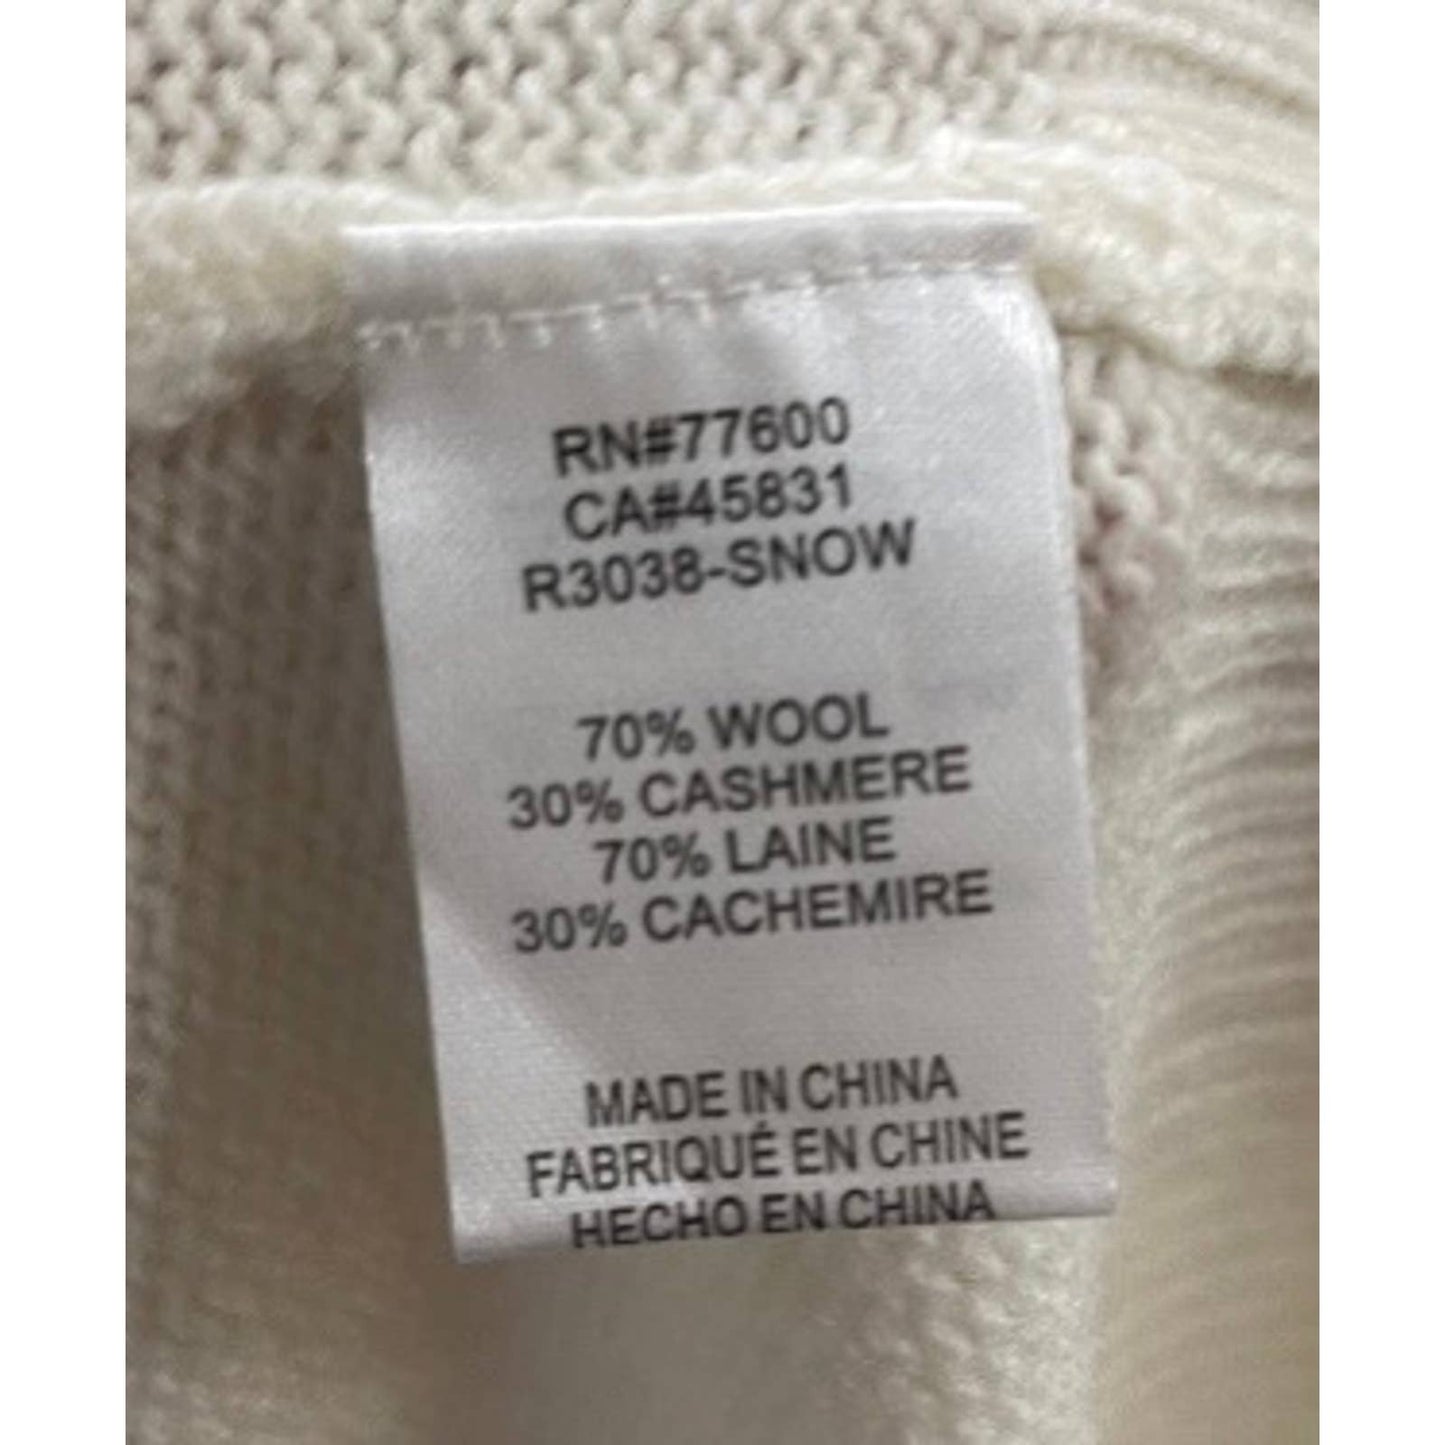 RN#77600
CA#45831
R3038-SNOW
70% WOOL
30% CASHMERE
70% LAINE
30% CACHEMIRE
MADE IN CHINA
FABRIQUÉ EN CHINE
HECHO EN CHINA